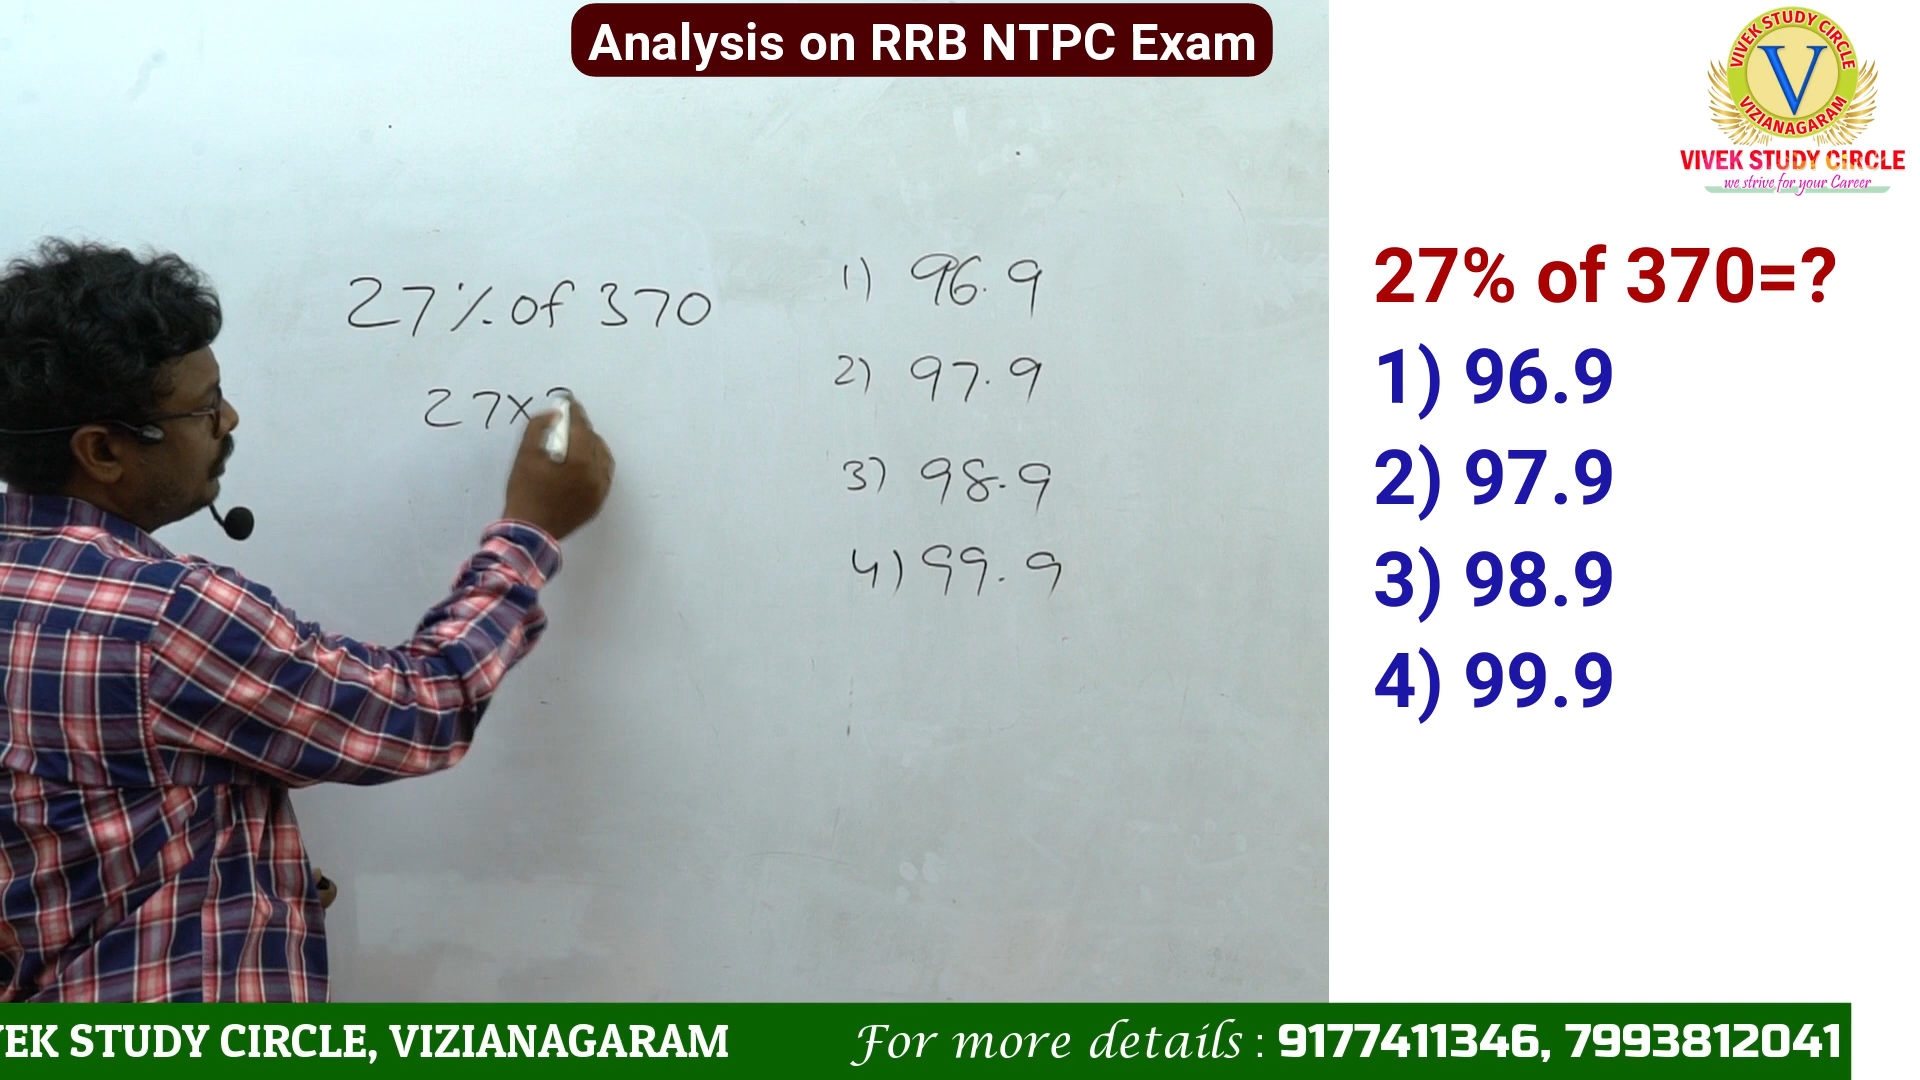 Analysis on RRB NTPC Exam
VIVEK STUDY CIRCLE
V
VIZIANAGARAM
VIVEK STUDY CIRCLE
we strive for your Career
27% of 370
27×
1) 96.9
2) 97.9
3) 98.9
4) 99.9
27% of 370=?
1) 96.9
2) 97.9
3) 98.9
4) 99.9
VEK STUDY CIRCLE, VIZIANAGARAM
For more details : 9177411346, 7993812041